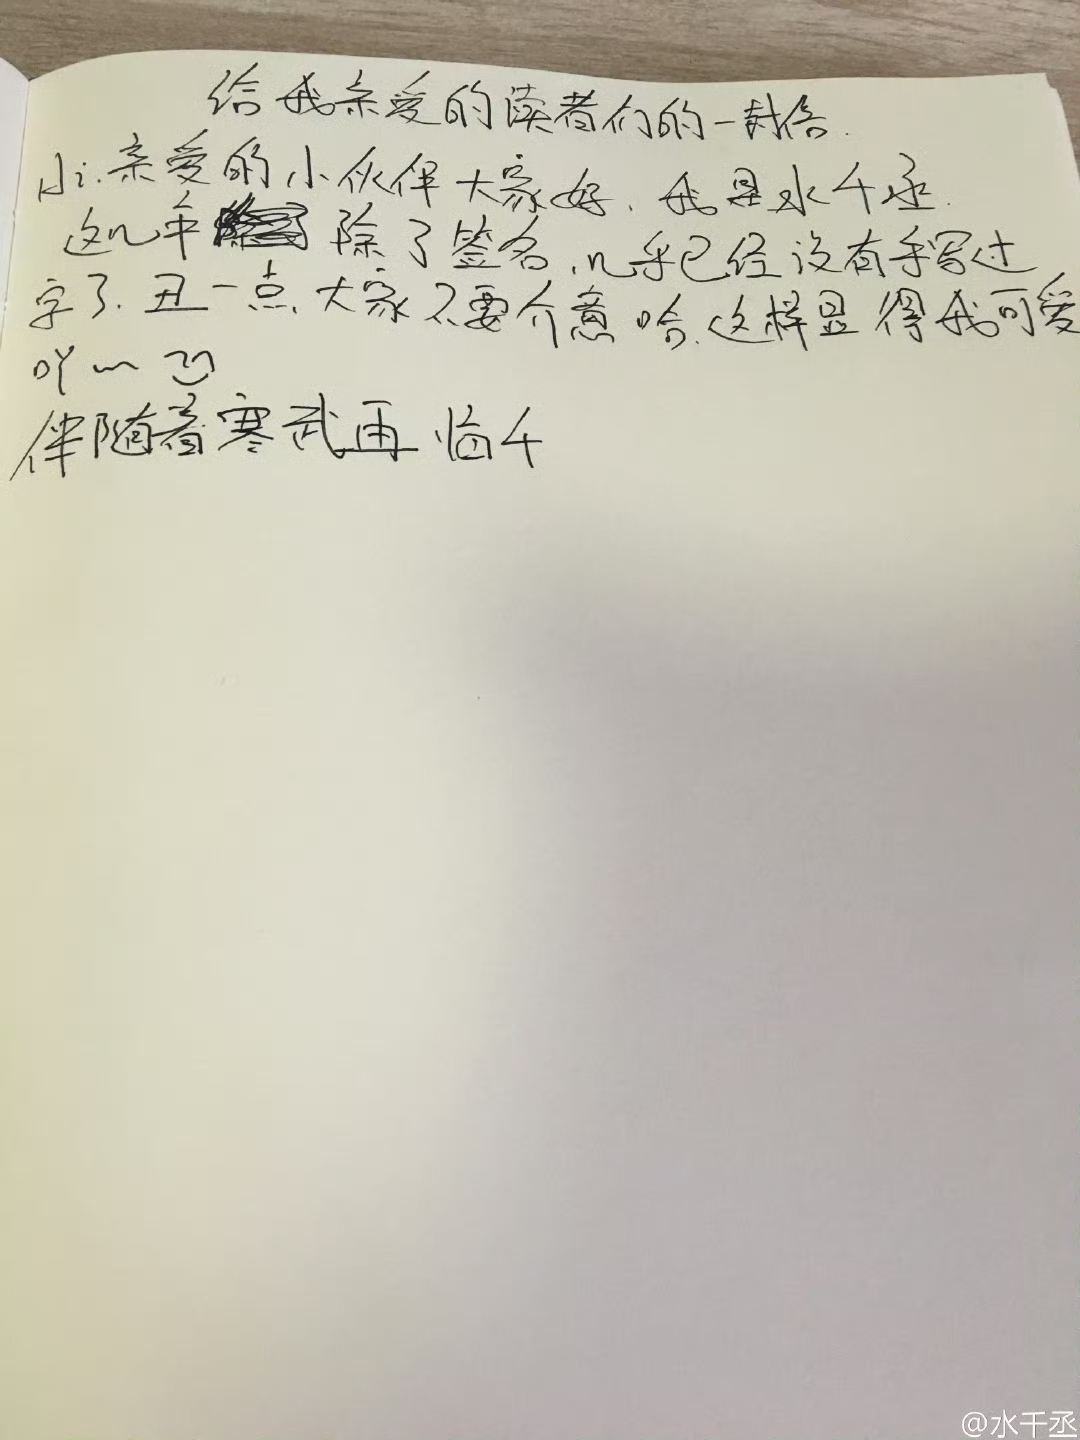 给我亲爱的读者们的一封信.
Hi.亲爱的小伙伴大家好.我是水千丞.
这几年 除了签名,几乎已经没有手写过
字了.丑一点,大家不要介意哈.这样显得我可爱
吖~
伴随着寒武再临
@水千丞